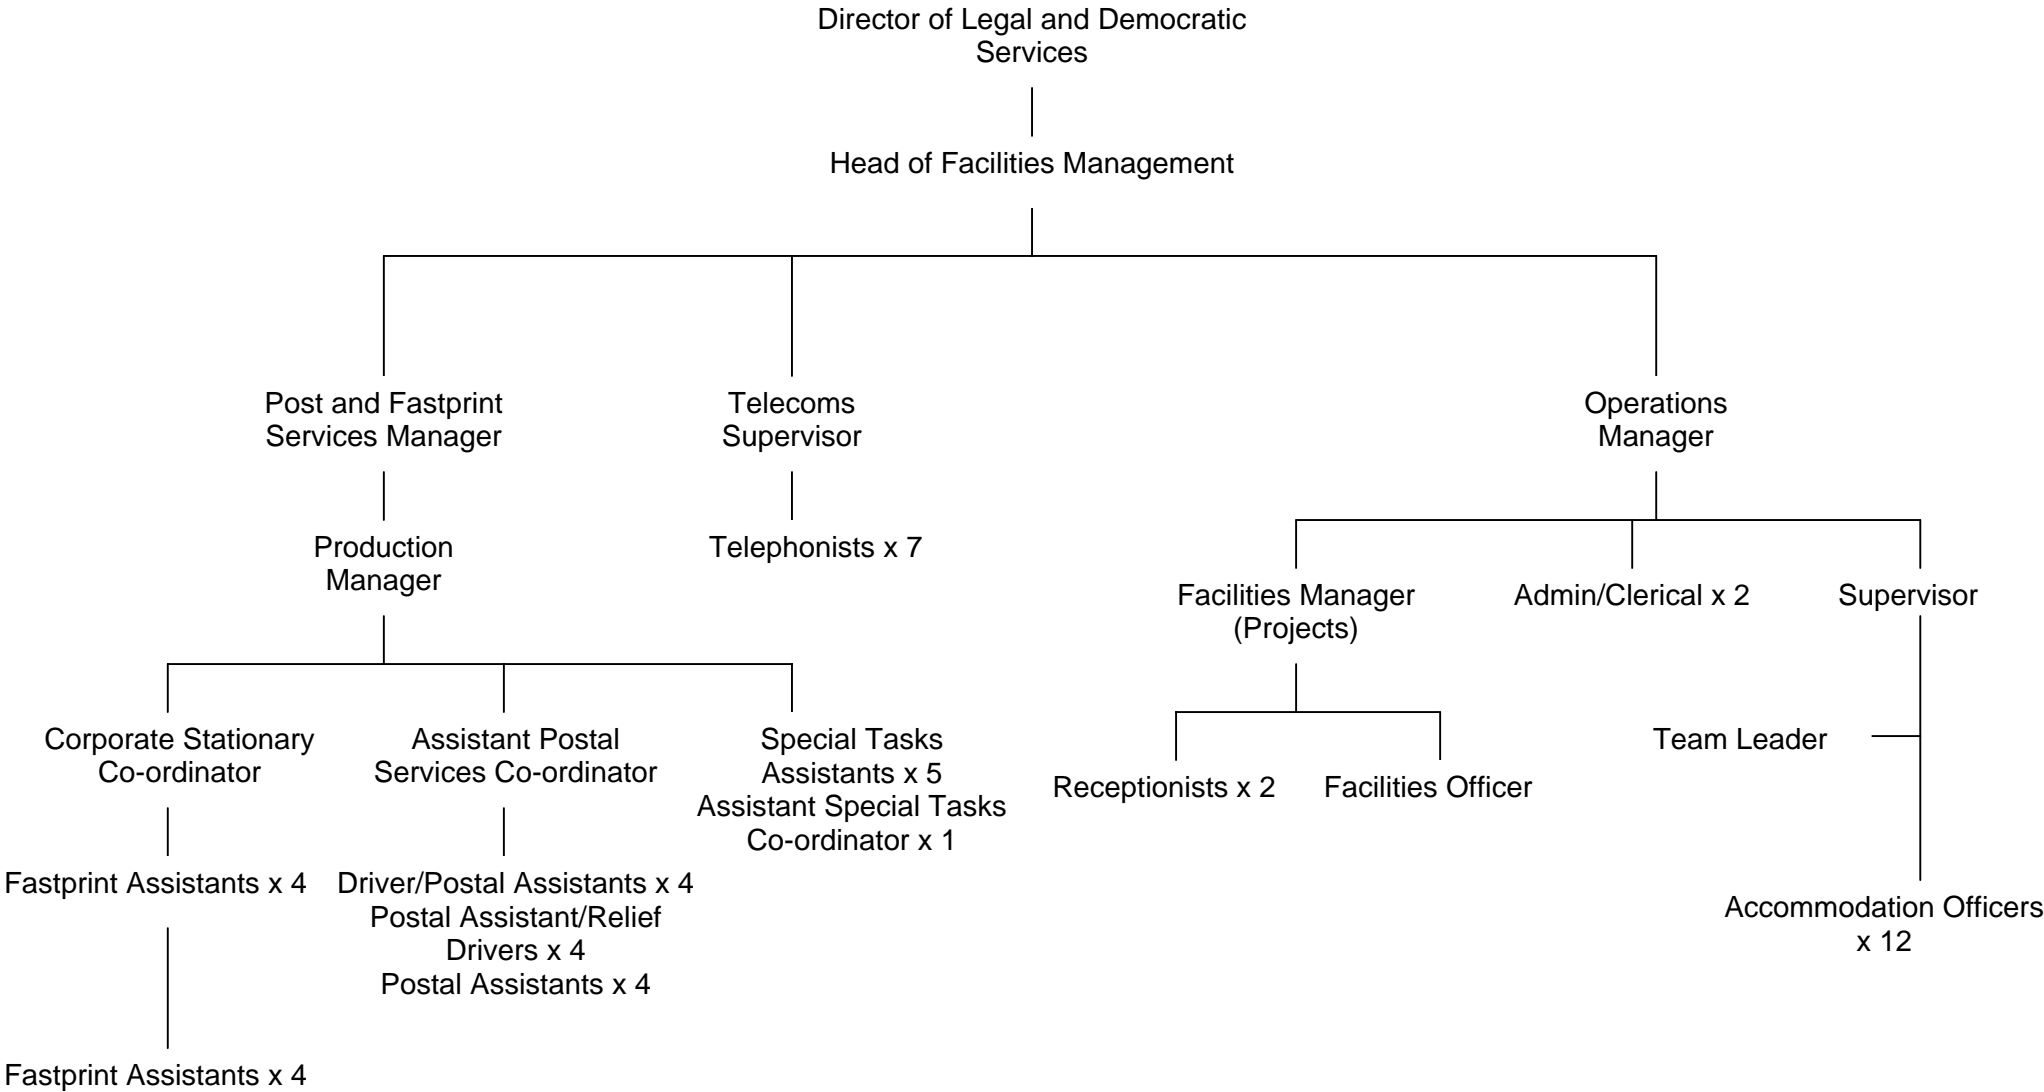 Director of Legal and Democratic
Services
Head of Facilities Management
Post and Fastprint
Services Manager
Telecoms
Supervisor
Operations
Manager
Production
Manager
Telephonists x 7
Facilities Manager
(Projects)
Admin/Clerical x 2
Supervisor
Corporate Stationary
Co-ordinator
Assistant Postal
Services Co-ordinator
Special Tasks
Assistants x 5
Assistant Special Tasks
Co-ordinator x 1
Receptionists x 2
Facilities Officer
Team Leader
Fastprint Assistants x 4
Driver/Postal Assistants x 4
Postal Assistant/Relief
Drivers x 4
Postal Assistants x 4
Accommodation Officers
x 12
Fastprint Assistants x 4